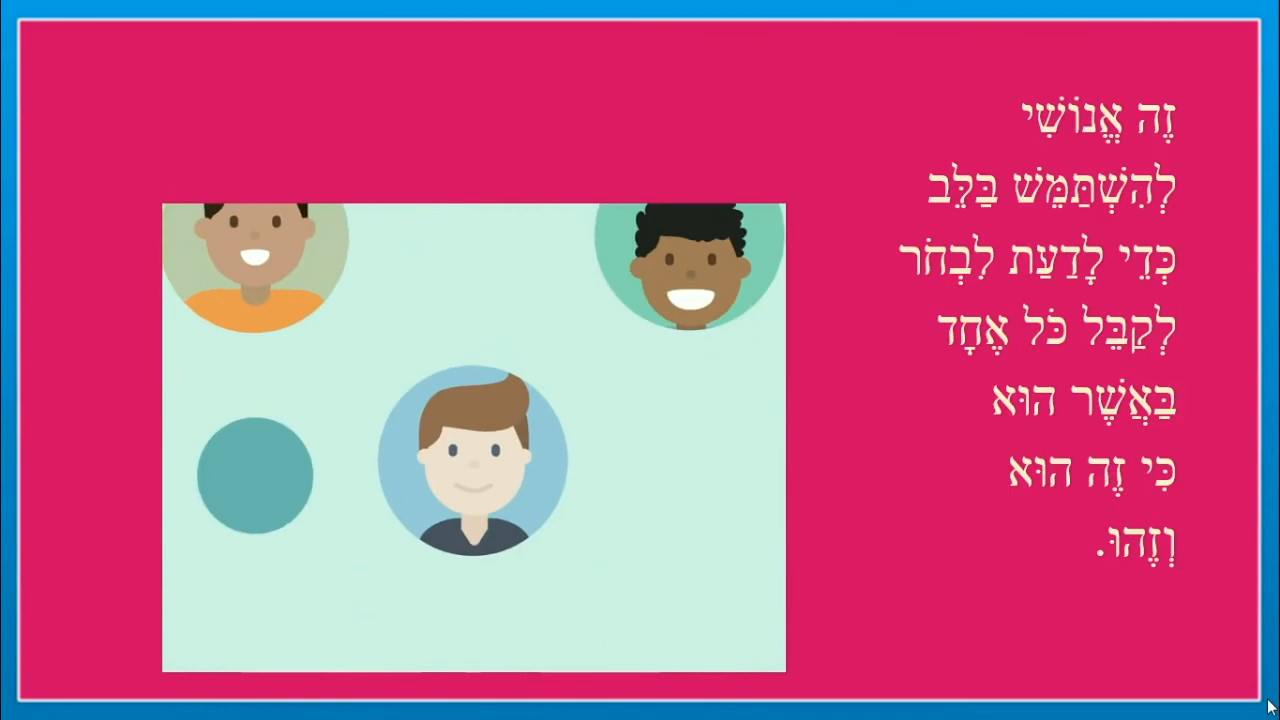 זֶה אֱנוֹשִׁי
לְהִשְׁתַּמֵּשׁ בַּלֵּב
כְּדֵי לָדַעַת לִבְחֹר
לְקַבֵּל כֹּל אֶחָד
בַּאֲשֶׁר הוּא
כִּי זֶה הוּא
וְזֶהוּ.